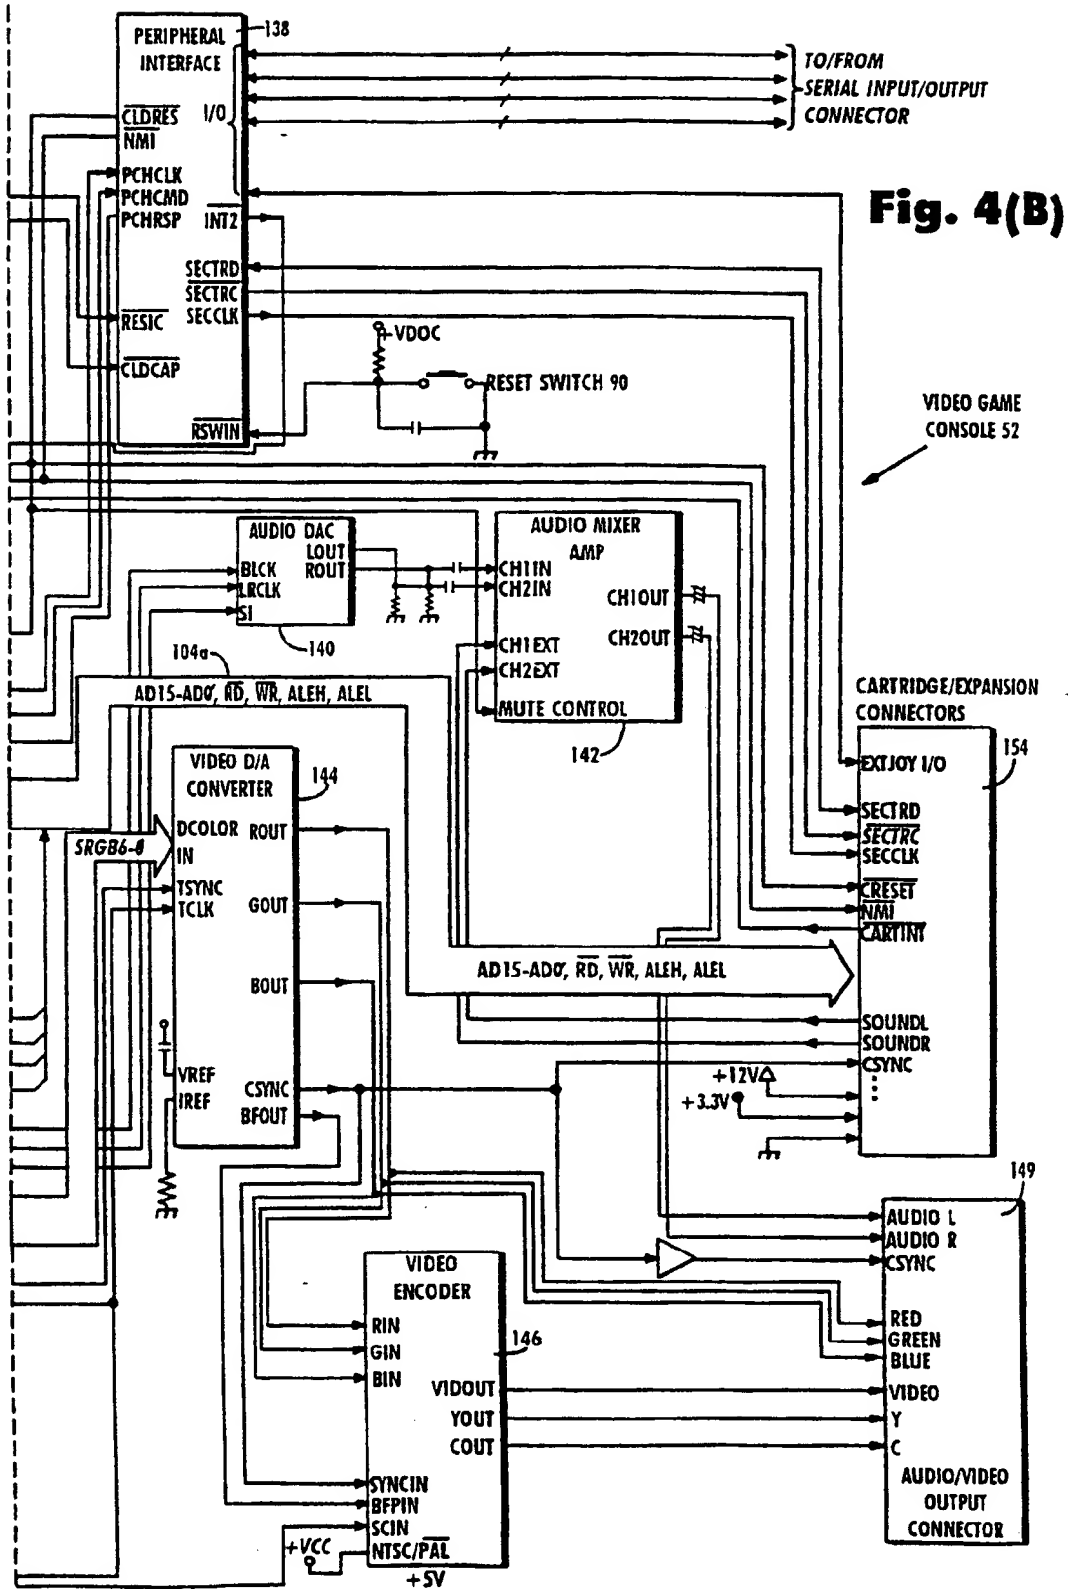 PERIPHERAL
INTERFACE
138
CLDRES
NMI
I/O
PCHCLK
PCHCMD
PCHRSP
INT2
SECTRD
SECTRC
SECCLK
RESIC
CLDCAP
RSWIN
TO/FROM
SERIAL INPUT/OUTPUT
CONNECTOR
Fig. 4(B)
+VDOC
RESET SWITCH 90
VIDEO GAME
CONSOLE 52
AUDIO DAC
LOUT
ROUT
BLCK
LRCLK
SI
140
AUDIO MIXER
AMP
CH1IN
CH2IN
CH1OUT
CH2OUT
CH1EXT
CH2EXT
MUTE CONTROL
142
104a
AD15-AD0, RD, WR, ALEH, ALEL
CARTRIDGE/EXPANSION
CONNECTORS
154
EXTJOY I/O
SECTRD
SECTRC
SECCLK
CRESET
NMI
CARTINT
SOUNDL
SOUNDR
CSYNC
VIDEO D/A
CONVERTER
144
DCOLOR
IN
ROUT
SRGB6-0
TSYNC
TCLK
GOUT
BOUT
VREF
IREF
CSYNC
BFOUT
AD15-AD0, RD, WR, ALEH, ALEL
+12V
+3.3V
149
AUDIO L
AUDIO R
CSYNC
RED
GREEN
BLUE
VIDEO
Y
C
AUDIO/VIDEO
OUTPUT
CONNECTOR
VIDEO
ENCODER
146
RIN
GIN
BIN
VIDOUT
YOUT
COUT
SYNCIN
BFPIN
SCIN
NTSC/PAL
+VCC
+5V